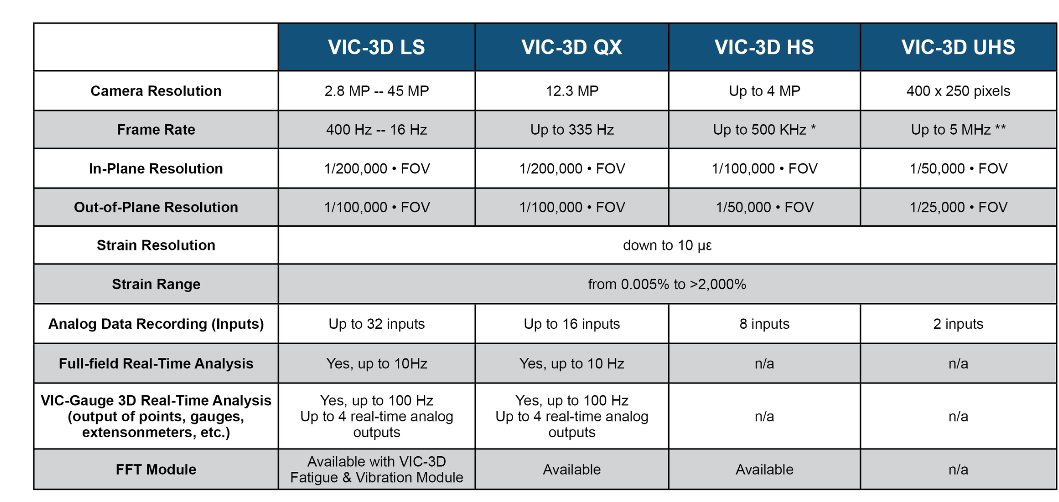 VIC-3D LS VIC-3D QX VIC-3D HS VIC-3D UHS
Camera Resolution 2.8 MP -- 45 MP 12.3 MP Up to 4 MP 400 x 250 pixels
Frame Rate 400 Hz -- 16 Hz Up to 335 Hz Up to 500 KHz * Up to 5 MHz **
In-Plane Resolution 1/200,000 • FOV 1/200,000 • FOV 1/100,000 • FOV 1/50,000 • FOV
Out-of-Plane Resolution 1/100,000 • FOV 1/100,000 • FOV 1/50,000 • FOV 1/25,000 • FOV
Strain Resolution down to 10 µε
Strain Range from 0.005% to >2,000%
Analog Data Recording (Inputs) Up to 32 inputs Up to 16 inputs 8 inputs 2 inputs
Full-field Real-Time Analysis Yes, up to 10Hz Yes, up to 10 Hz n/a n/a
VIC-Gauge 3D Real-Time Analysis
(output of points, gauges,
extensonmeters, etc.)
Yes, up to 100 Hz
Up to 4 real-time analog
outputs
Yes, up to 100 Hz
Up to 4 real-time analog
outputs
n/a
n/a
FFT Module
Available with VIC-3D
Fatigue & Vibration Module
Available
Available
n/a